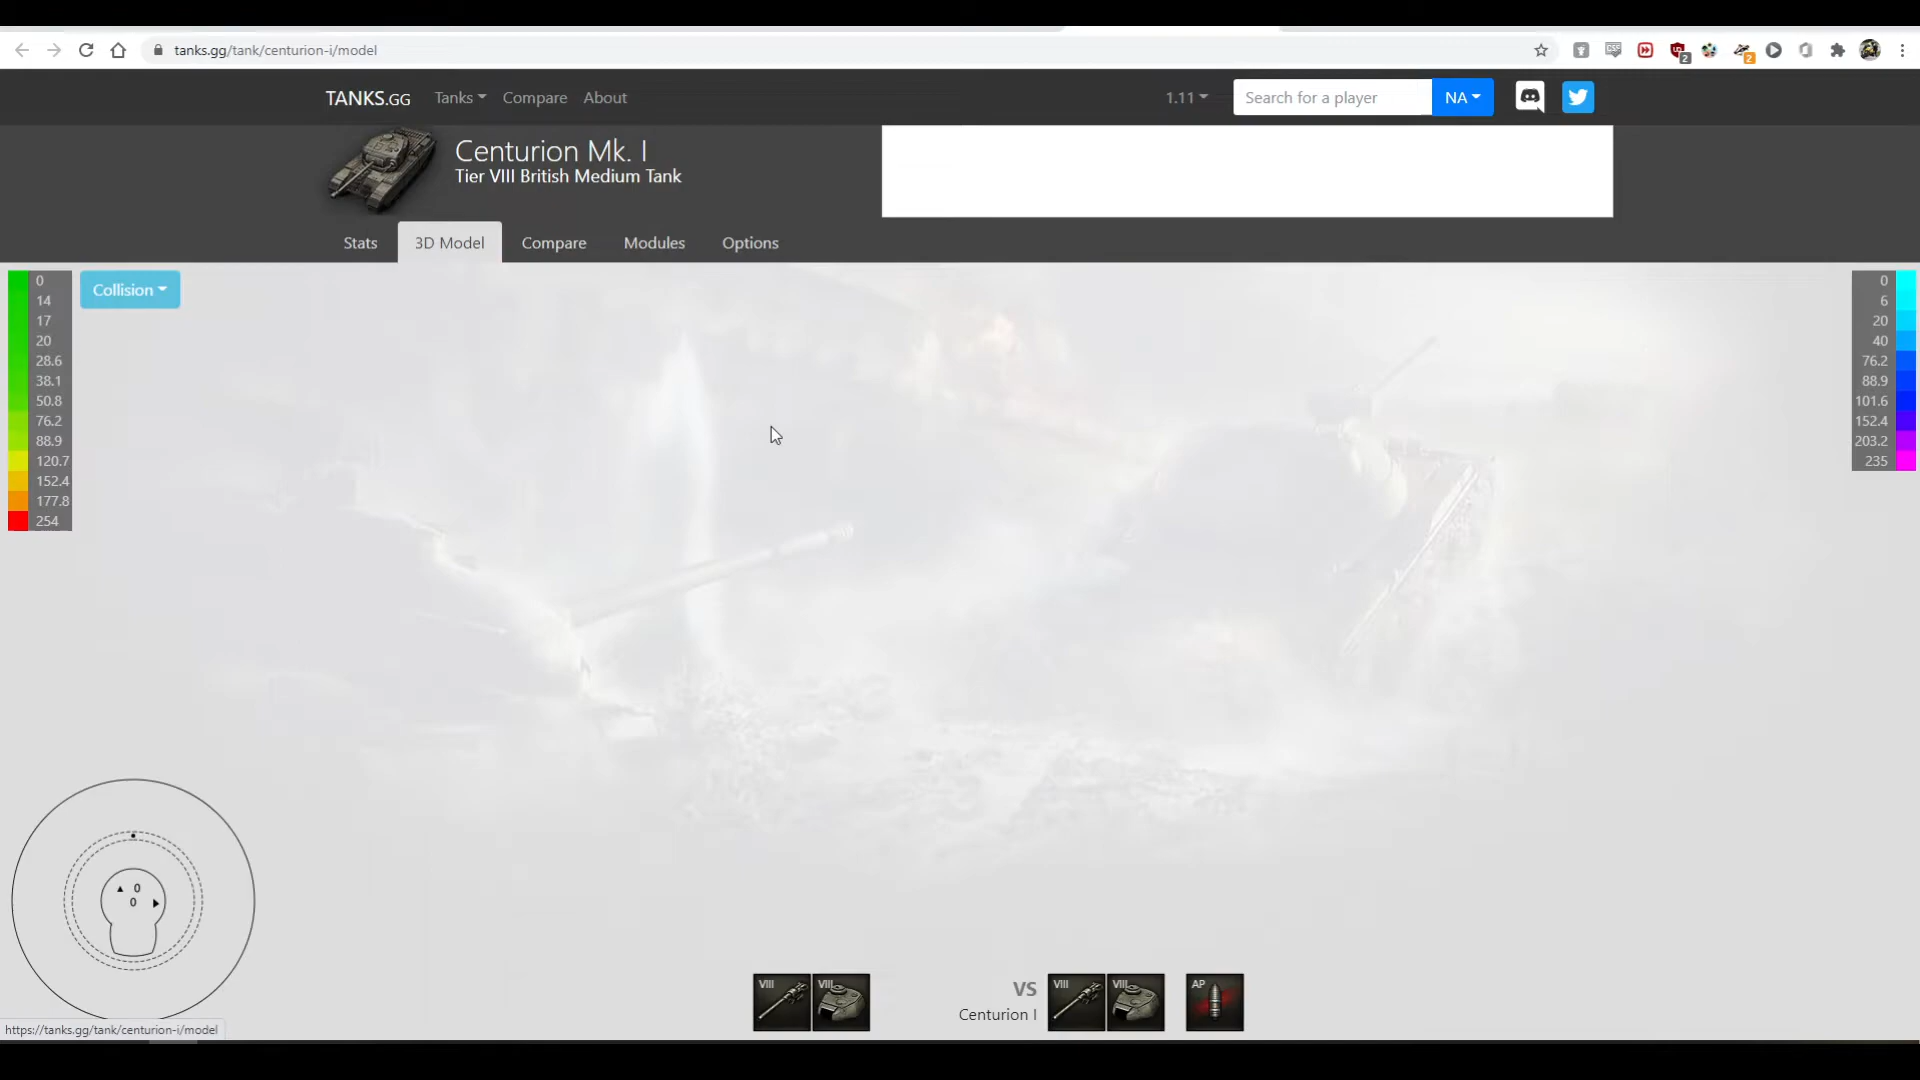 tanks.gg/tank/centurion-i/model
2
2
TANKS.GG
Tanks
Compare
About
1.11
Search for a player
NA
Centurion Mk. I
Tier VIII British Medium Tank
Stats
3D Model
Compare
Modules
Options
Collision
0
14
17
20
28.6
38.1
50.8
76.2
88.9
120.7
152.4
177.8
254
0
6
20
40
76.2
88.9
101.6
152.4
203.2
235
0
0
VIII
VIII
VS
Centurion I
VIII
VIII
AP
https://tanks.gg/tank/centurion-i/model